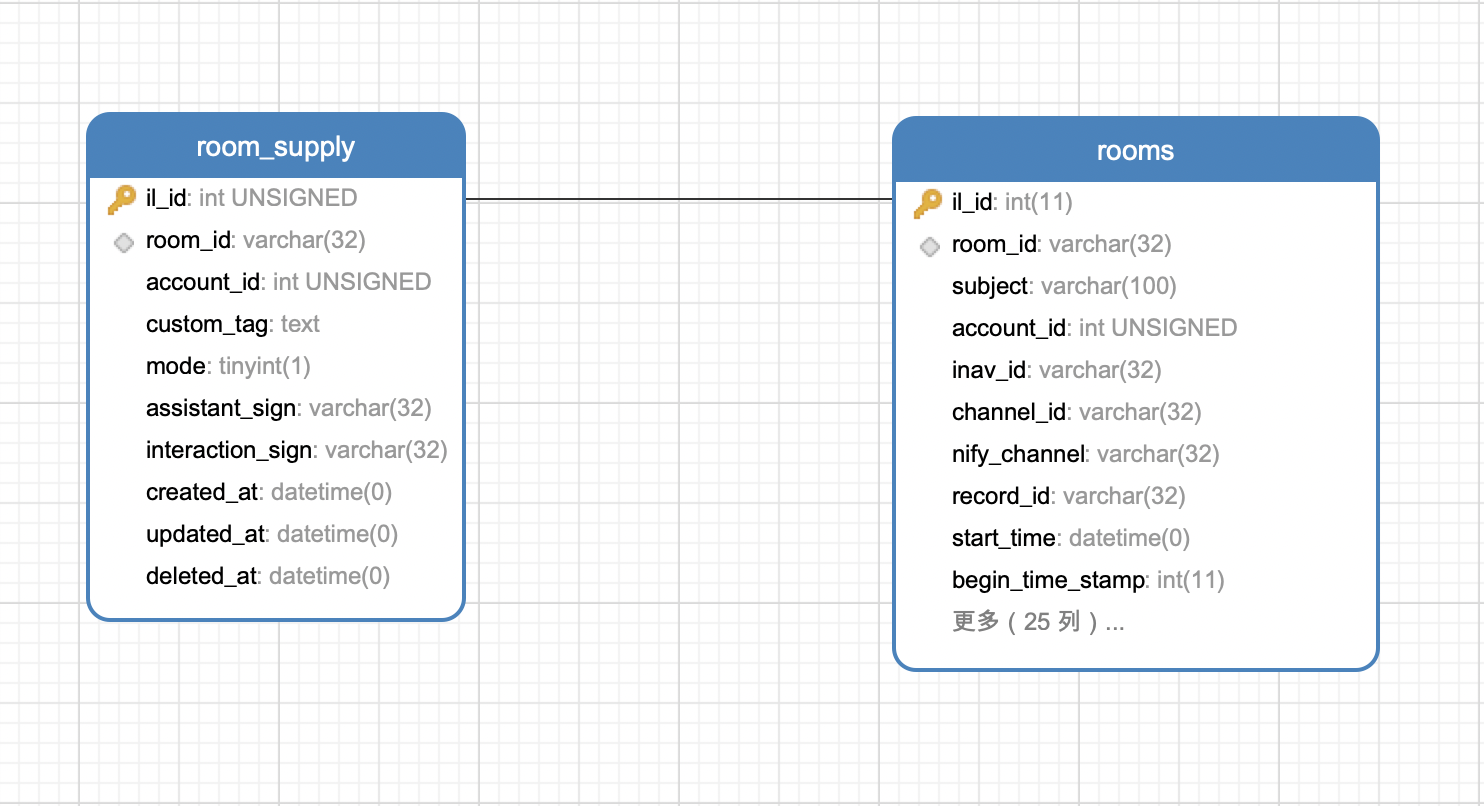 room_supply
il_id: int UNSIGNED
room_id: varchar(32)
account_id: int UNSIGNED
custom_tag: text
mode: tinyint(1)
assistant_sign: varchar(32)
interaction_sign: varchar(32)
created_at: datetime(0)
updated_at: datetime(0)
deleted_at: datetime(0)
rooms
il_id: int(11)
room_id: varchar(32)
subject: varchar(100)
account_id: int UNSIGNED
inav_id: varchar(32)
channel_id: varchar(32)
nify_channel: varchar(32)
record_id: varchar(32)
start_time: datetime(0)
begin_time_stamp: int(11)
更多（25 列）...